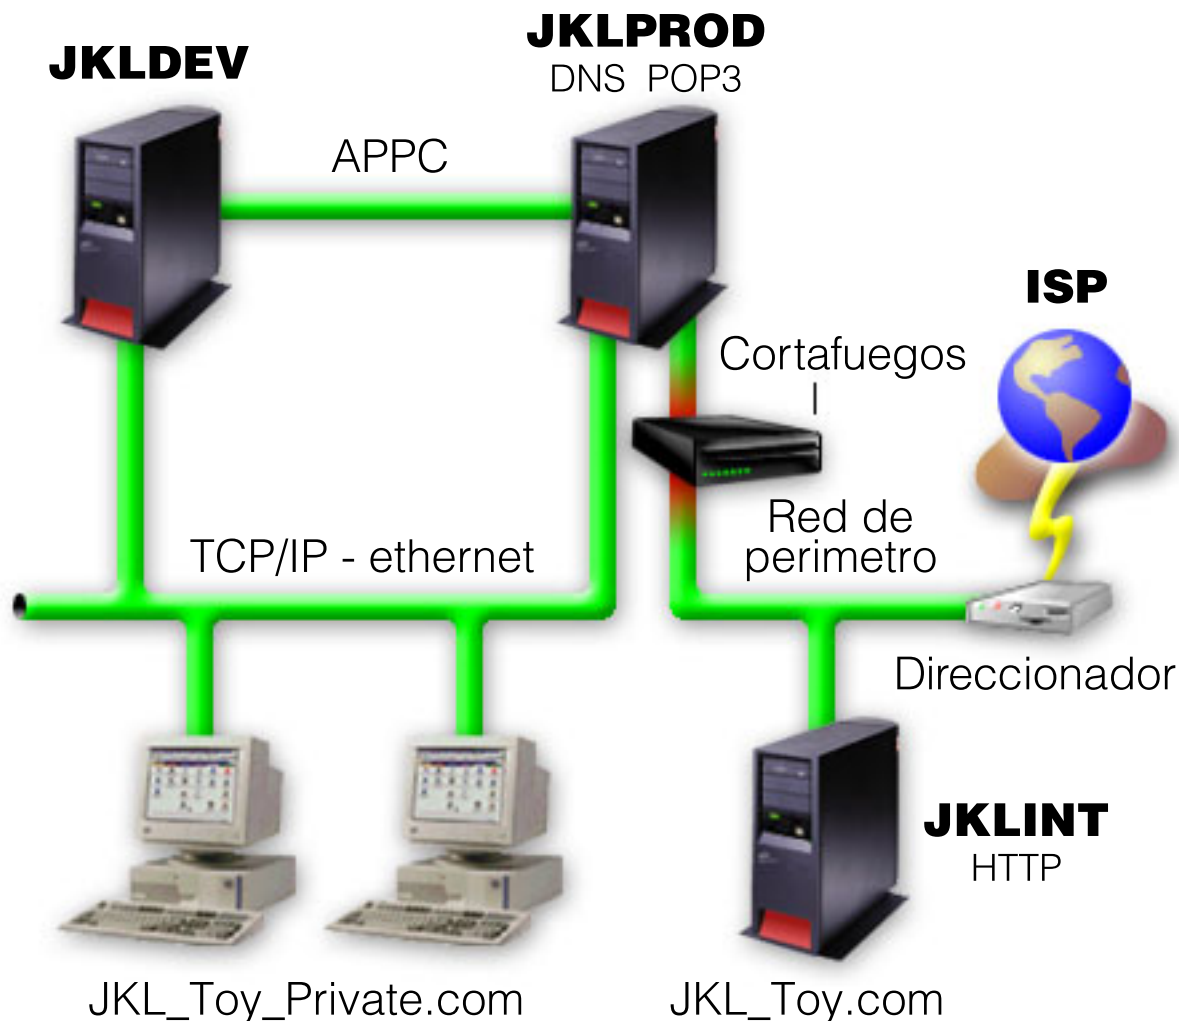 JKLDEV
JKLPROD
DNS POP3
APPC
ISP
Cortafuegos
Red de
perimetro
TCP/IP - ethernet
Direccionador
JKLINT
HTTP
JKL_Toy_Private.com
JKL_Toy.com